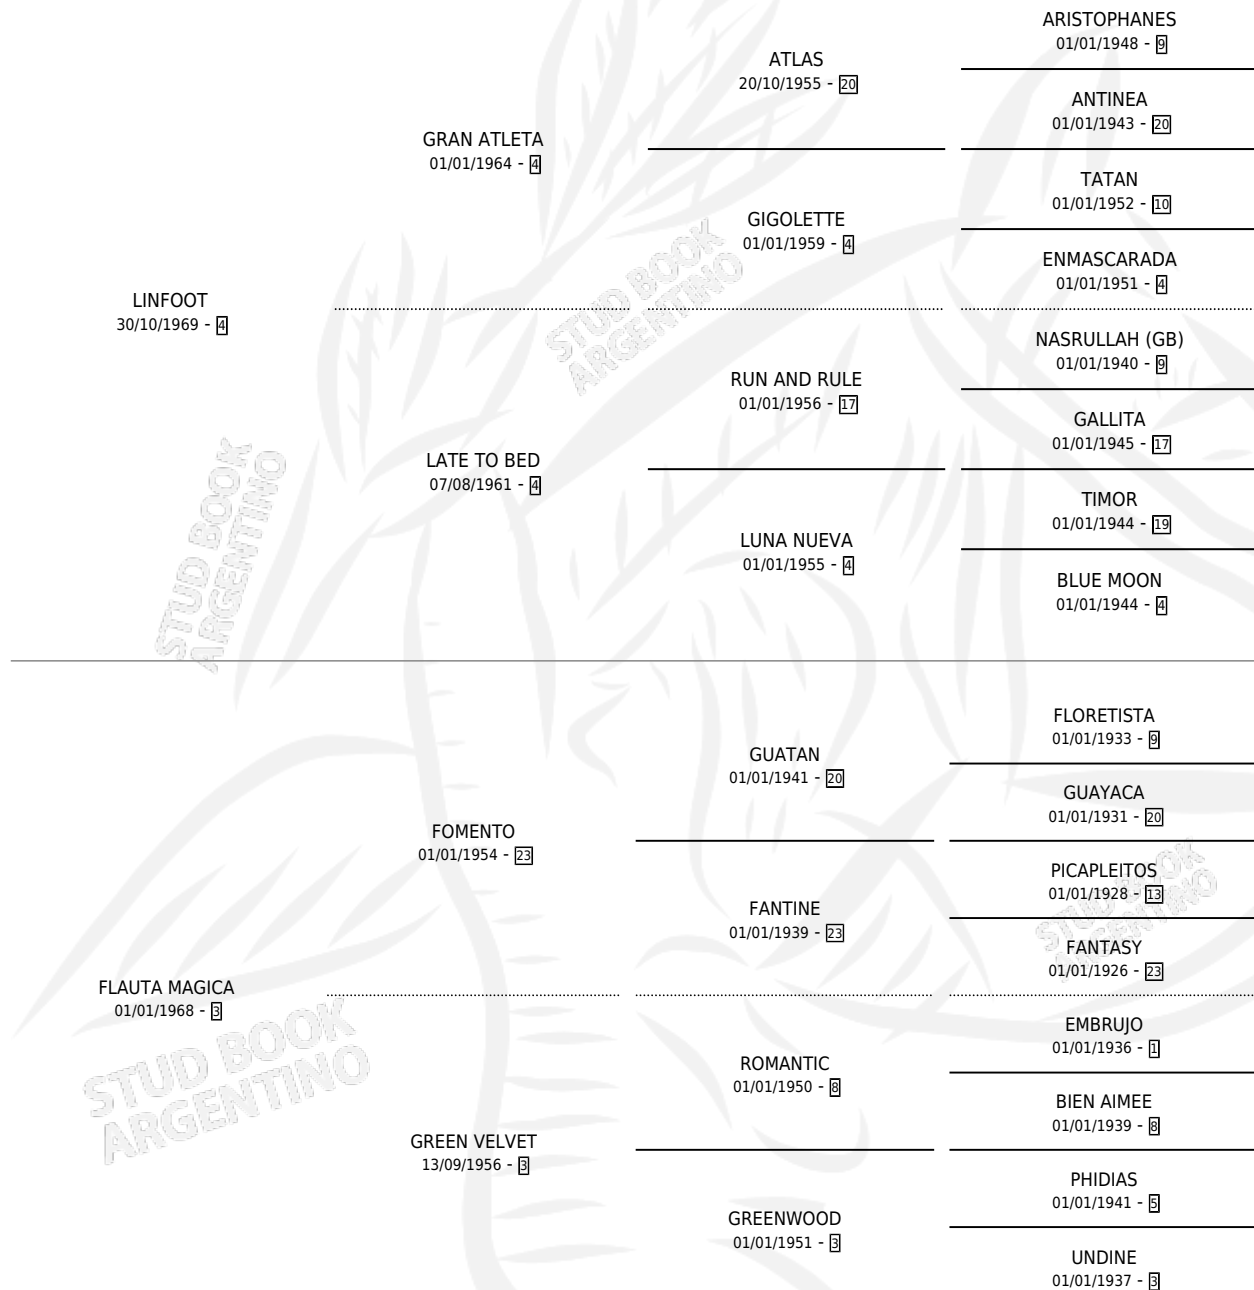 LINFOOT
30/10/1969 - 4
GRAN ATLETA
01/01/1964 - 4
LATE TO BED
07/08/1961 - 4
ATLAS
20/10/1955 - 20
GIGOLETTE
01/01/1959 - 4
RUN AND RULE
01/01/1956 - 17
LUNA NUEVA
01/01/1955 - 4
ARISTOPHANES
01/01/1948 - 9
ANTINEA
01/01/1943 - 20
TATAN
01/01/1952 - 10
ENMASCARADA
01/01/1951 - 4
NASRULLAH (GB)
01/01/1940 - 9
GALLITA
01/01/1945 - 17
TIMOR
01/01/1944 - 19
BLUE MOON
01/01/1944 - 4
FLAUTA MAGICA
01/01/1968 - 3
FOMENTO
01/01/1954 - 23
GREEN VELVET
13/09/1956 - 3
GUATAN
01/01/1941 - 20
FANTINE
01/01/1939 - 23
ROMANTIC
01/01/1950 - 8
GREENWOOD
01/01/1951 - 3
FLORETISTA
01/01/1933 - 9
GUAYACA
01/01/1931 - 20
PICAPLEITOS
01/01/1928 - 13
FANTASY
01/01/1926 - 23
EMBRUJO
01/01/1936 - 1
BIEN AIMEE
01/01/1939 - 8
PHIDIAS
01/01/1941 - 5
UNDINE
01/01/1937 - 3
STUD BOOK
ARGENTINO
STUD BOOK
ARGENTINO
STUD BOOK
ARGENTINO
STUD BOOK
ARGENTINO